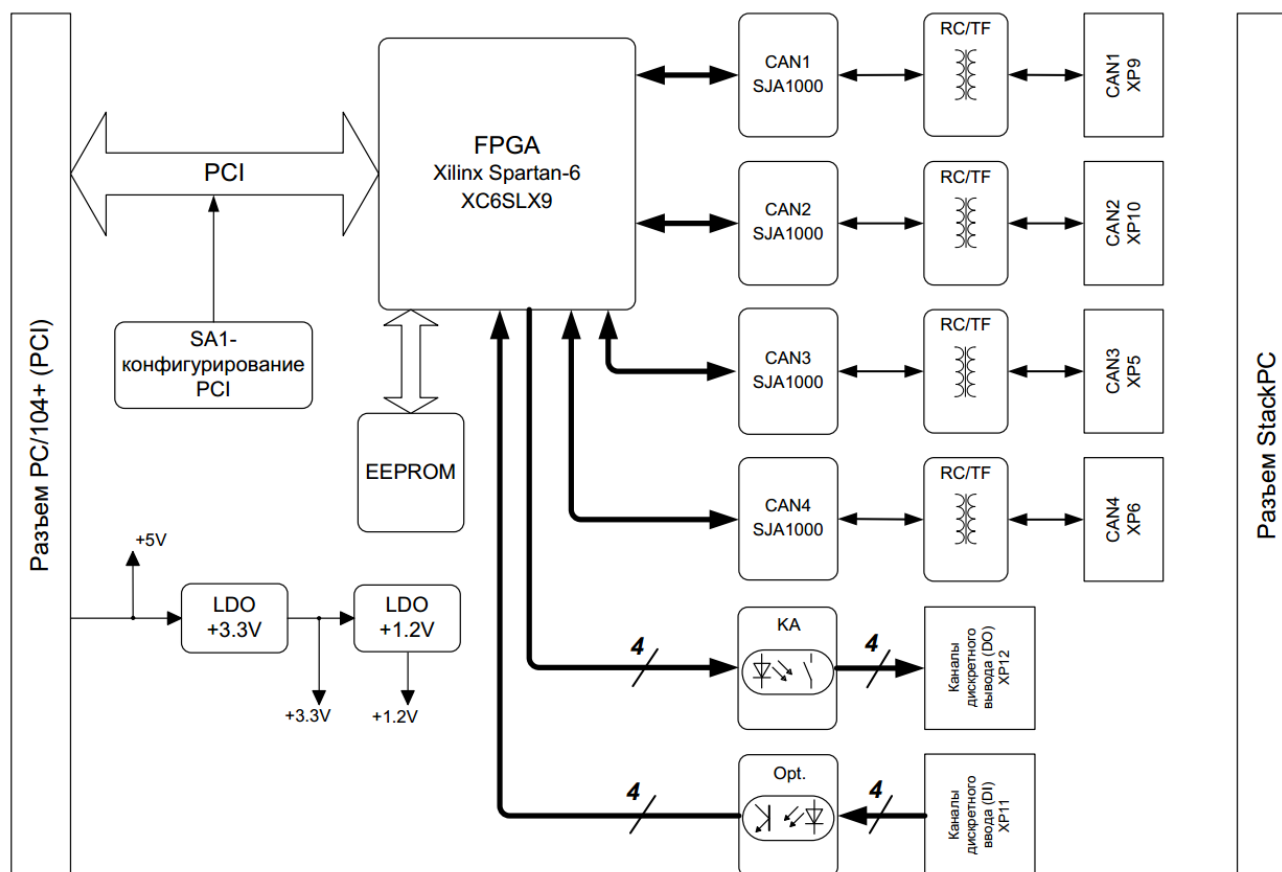 Разъем PC/104+ (PCI)
PCI
SA1-
конфигурирование
PCI
FPGA
Xilinx Spartan-6
XC6SLX9
EEPROM
+5V
LDO
+3.3V
LDO
+1.2V
+3.3V
+1.2V
CAN1
SJA1000
RC/TF
CAN1
XP9
CAN2
SJA1000
RC/TF
CAN2
XP10
CAN3
SJA1000
RC/TF
CAN3
XP5
CAN4
SJA1000
RC/TF
CAN4
XP6
4
KA
4
Каналы
дискретного
вывода (DO)
XP12
4
Opt.
4
Каналы
дискретного
ввода (DI)
XP11
Разъем StackPC